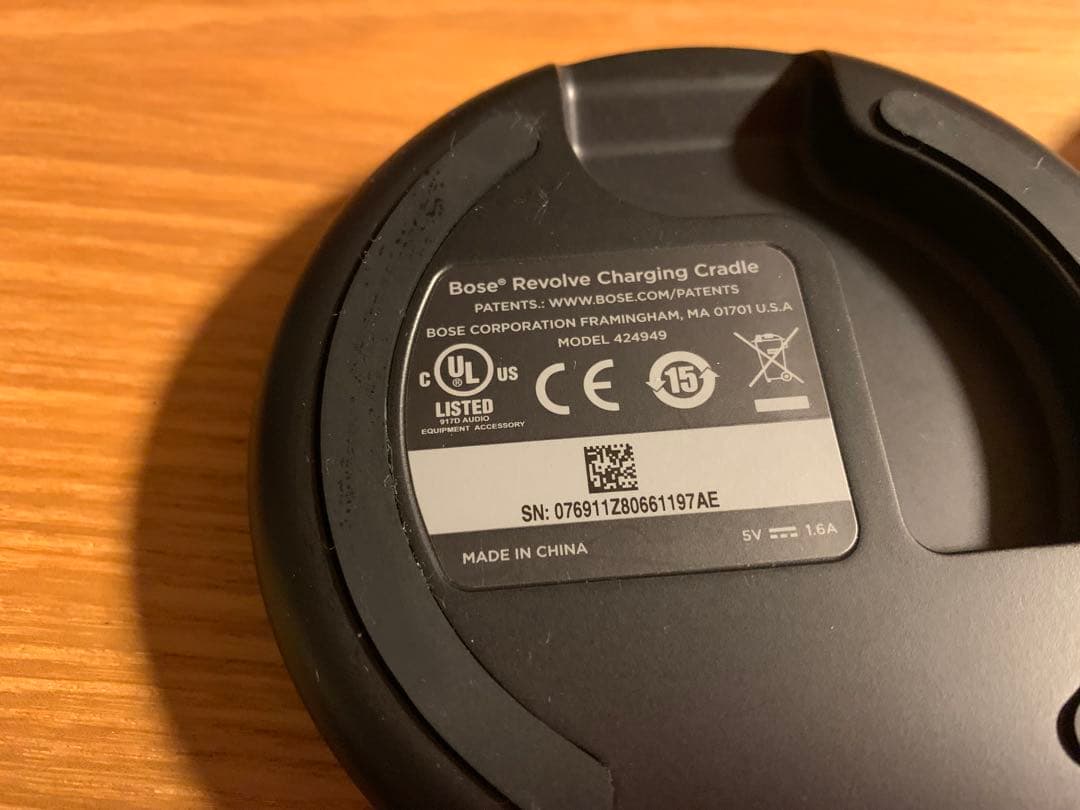 Bose® Revolve Charging Cradle
PATENTS.: WWW.BOSE.COM/PATENTS
BOSE CORPORATION FRAMINGHAM, MA 01701 U.S.A
MODEL 424949
C UL® US
LISTED
917D AUDIO
EQUIPMENT ACCESSORY
CE
15
SN: 076911Z80661197AE
MADE IN CHINA
5V ⎓ 1.6A